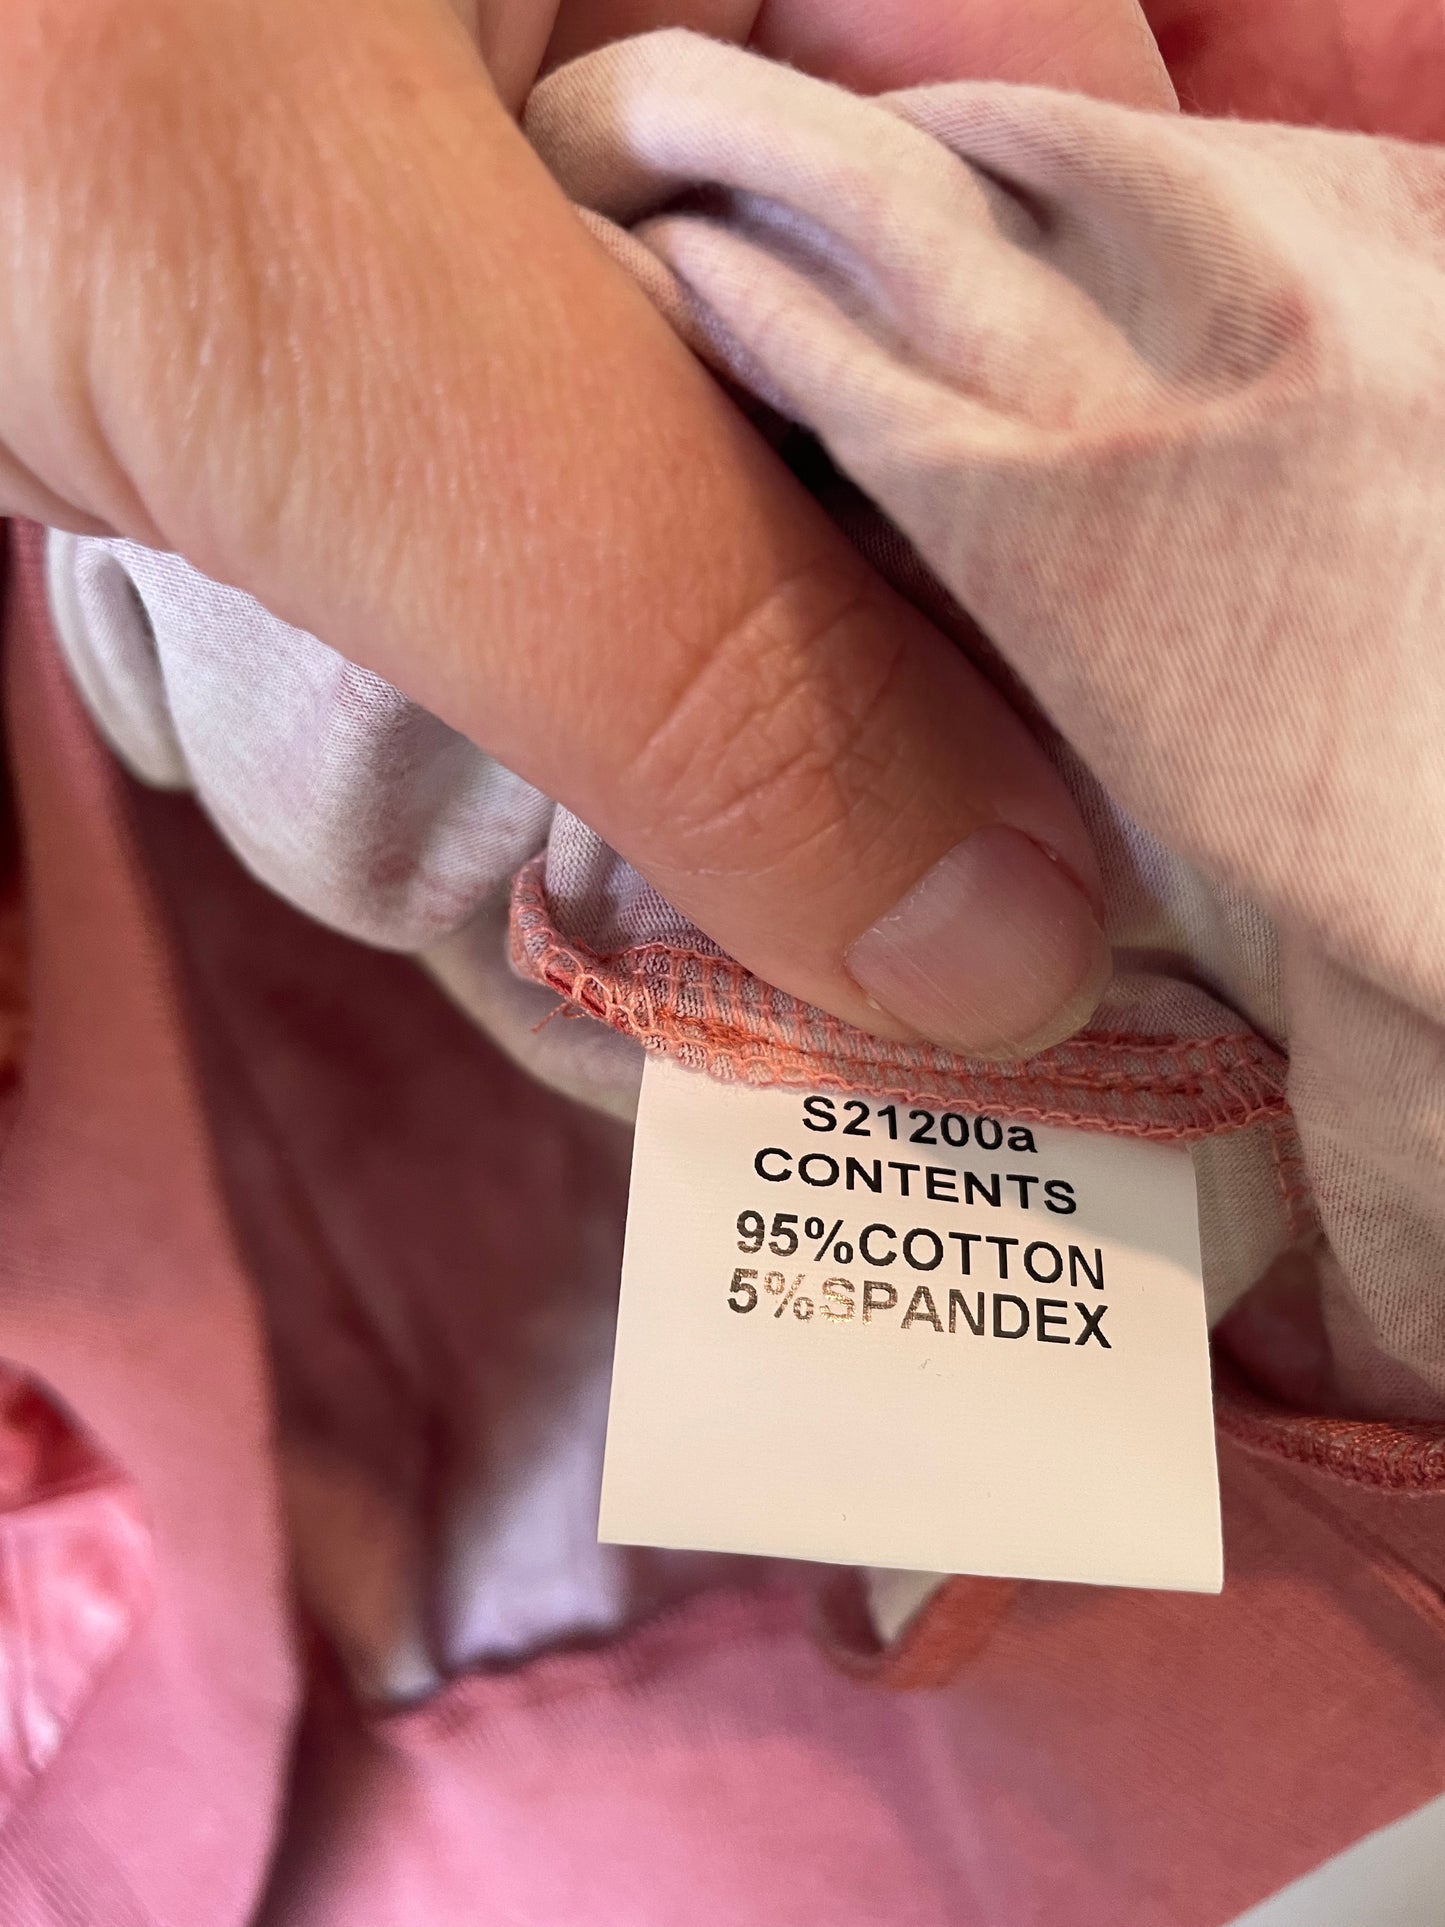 S21200a
CONTENTS
95%COTTON
5%SPANDEX